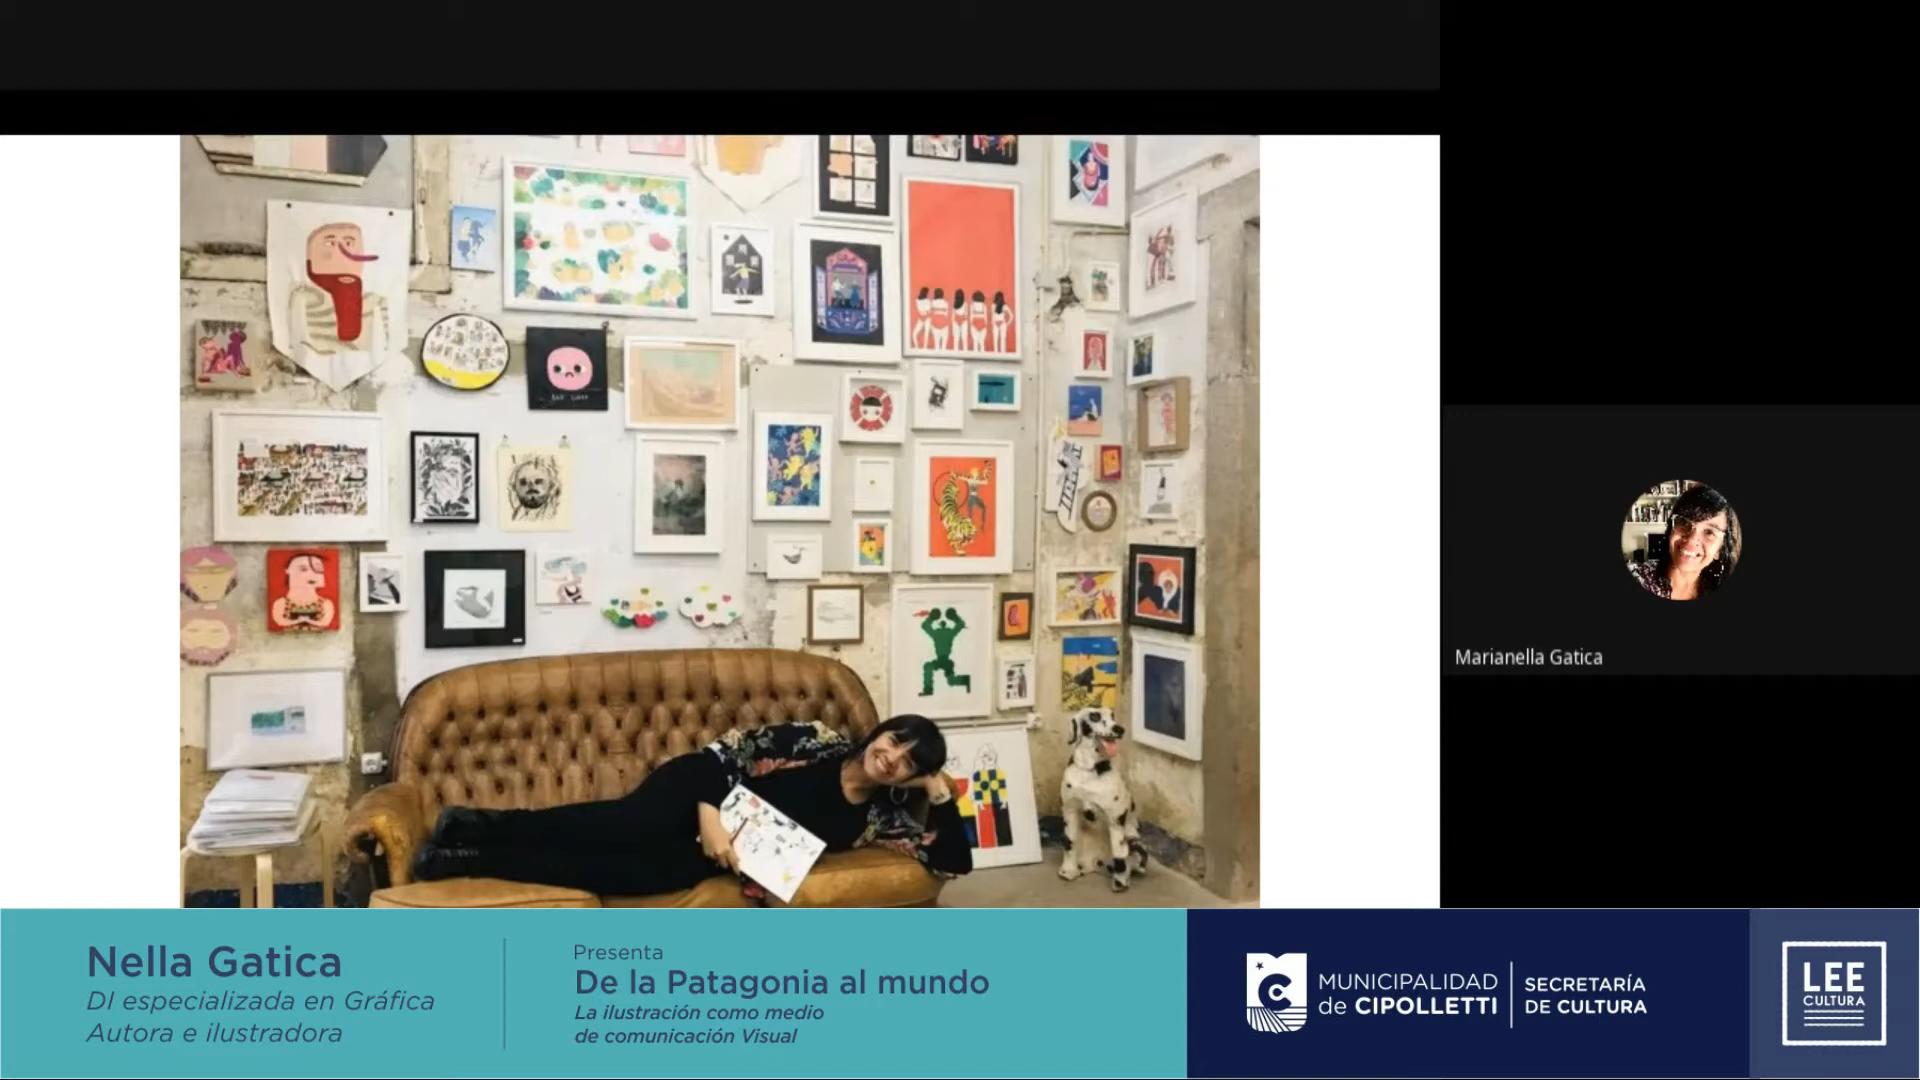 Marianella Gatica
Nella Gatica
DI especializada en Gráfica
Autora e ilustradora
Presenta
De la Patagonia al mundo
La ilustración como medio
de comunicación Visual
MUNICIPALIDAD
de CIPOLLETTI
SECRETARÍA
DE CULTURA
LEE
CULTURA